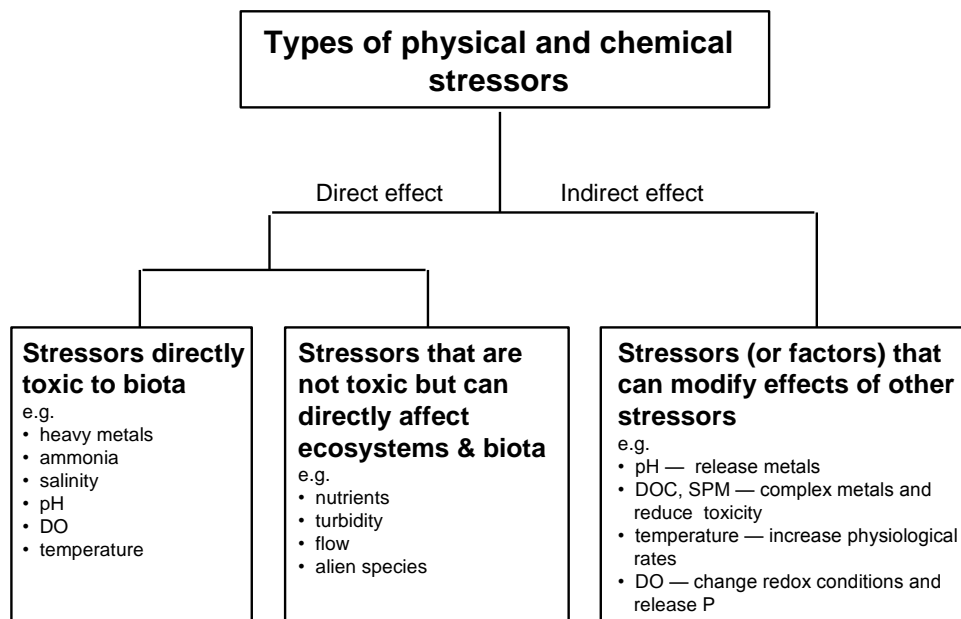 Types of physical and chemical
stressors
Direct effect
Indirect effect
Stressors directly
toxic to biota
e.g.
• heavy metals
• ammonia
• salinity
• pH
• DO
• temperature
Stressors that are
not toxic but can
directly affect
ecosystems & biota
e.g.
• nutrients
• turbidity
• flow
• alien species
Stressors (or factors) that
can modify effects of other
stressors
e.g.
• pH — release metals
• DOC, SPM — complex metals and
reduce toxicity
• temperature — increase physiological
rates
• DO — change redox conditions and
release P